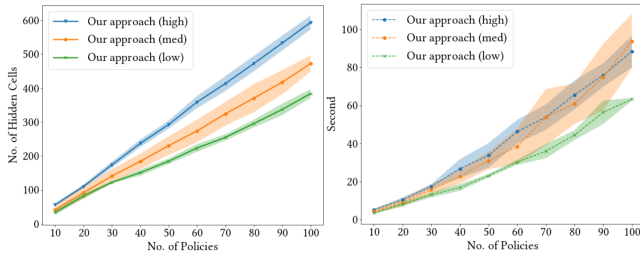 Our approach (high)
Our approach (med)
Our approach (low)
No. of Hidden Cells
600
500
400
300
200
100
0
10 20 30 40 50 60 70 80 90 100
No. of Policies
Our approach (high)
Our approach (med)
Our approach (low)
Second
100
80
60
40
20
0
10 20 30 40 50 60 70 80 90 100
No. of Policies